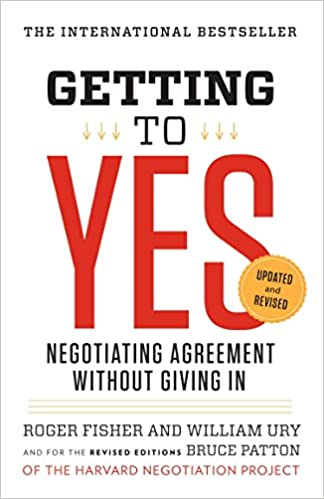 THE INTERNATIONAL BESTSELLER
GETTING
TO
YES
UPDATED
and
REVISED
NEGOTIATING AGREEMENT
WITHOUT GIVING IN
ROGER FISHER AND WILLIAM URY
AND FOR THE REVISED EDITIONS BRUCE PATTON
OF THE HARVARD NEGOTIATION PROJECT